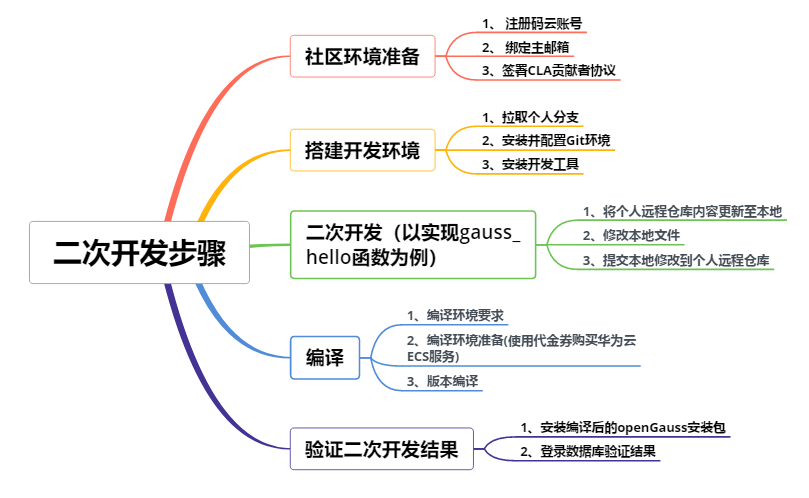 二次开发步骤
社区环境准备
1、 注册码云账号
2、 绑定主邮箱
3、签署CLA贡献者协议
搭建开发环境
1、拉取个人分支
2、安装并配置Git环境
3、安装开发工具
二次开发（以实现gauss_
hello函数为例）
1、将个人远程仓库内容更新至本地
2、修改本地文件
3、提交本地修改到个人远程仓库
编译
1、编译环境要求
2、编译环境准备(使用代金券购买华为云
ECS服务)
3、版本编译
验证二次开发结果
1、安装编译后的openGauss安装包
2、登录数据库验证结果